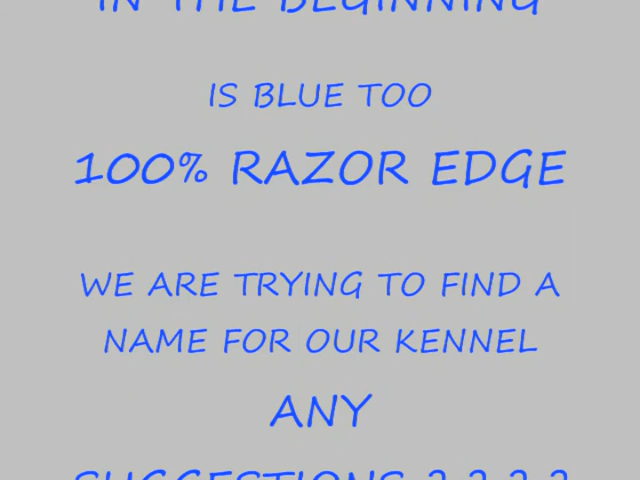 IN THE BEGINNING
IS BLUE TOO
100% RAZOR EDGE
WE ARE TRYING TO FIND A
NAME FOR OUR KENNEL
ANY
SUGGESTIONS ? ? ? ?